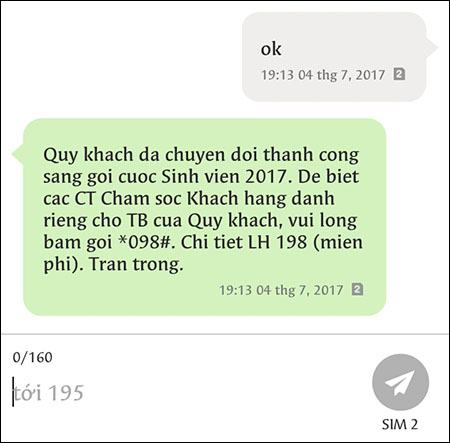 ok
19:13 04 thg 7, 2017 2
Quy khach da chuyen doi thanh cong
sang goi cuoc Sinh vien 2017. De biet
cac CT Cham soc Khach hang danh
rieng cho TB cua Quy khach, vui long
bam goi *098#. Chi tiet LH 198 (mien
phi). Tran trong.
19:13 04 thg 7, 2017 2
0/160
tới 195
SIM 2